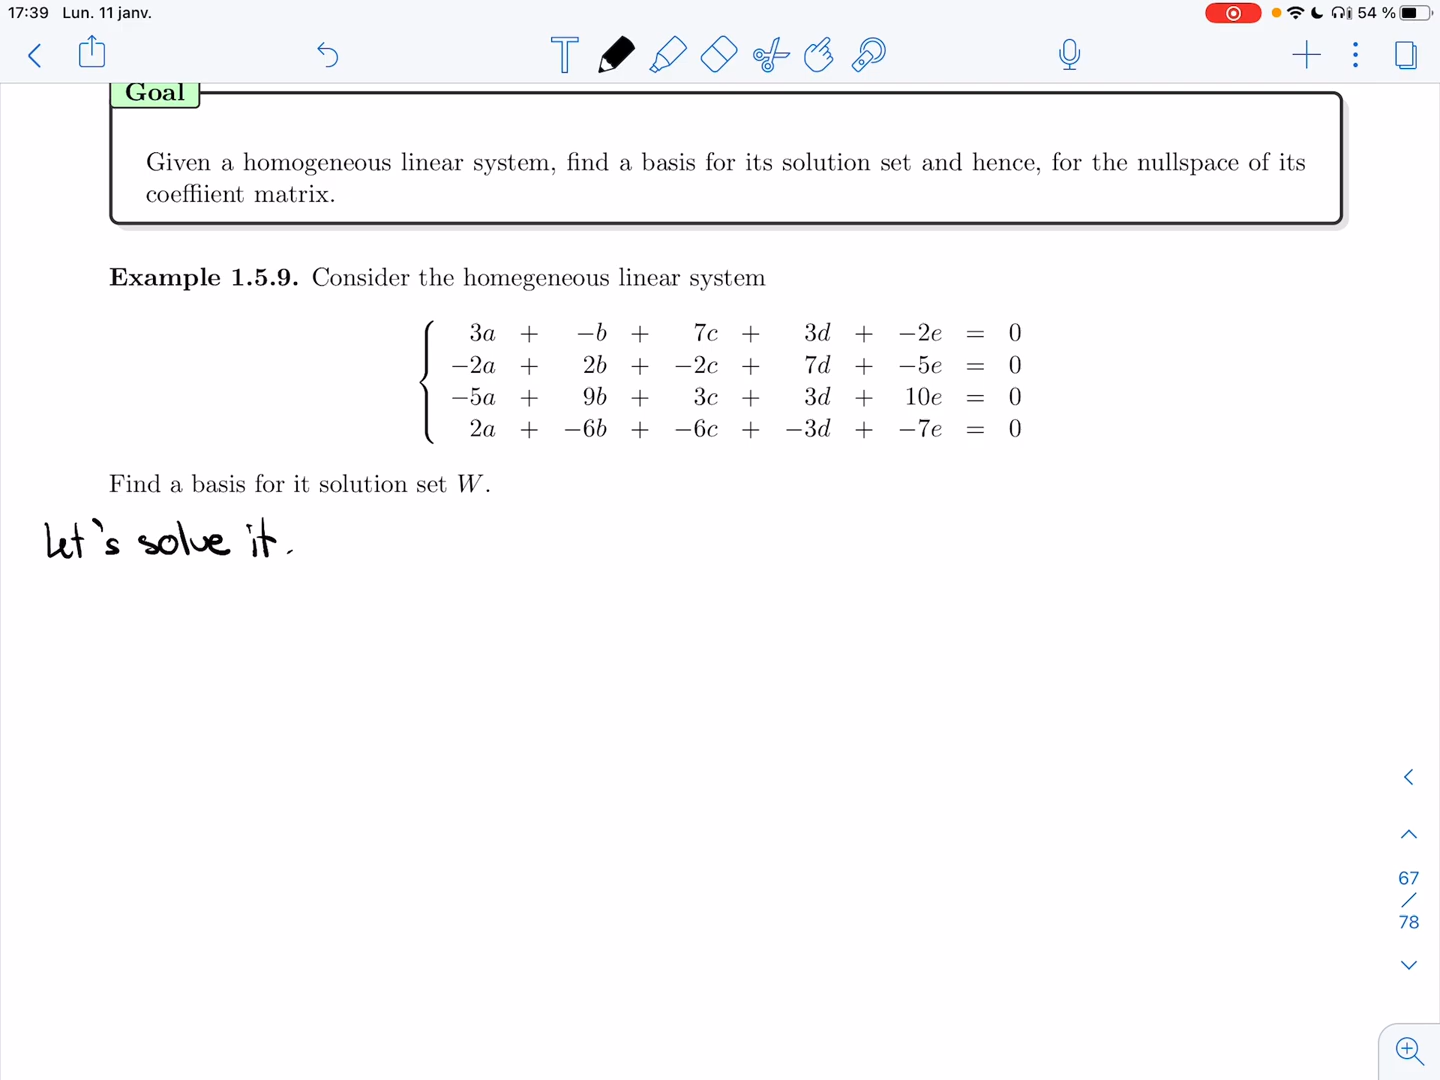 17:39 Lun. 11 janv. 54 %
T
Goal
Given a homogeneous linear system, find a basis for its solution set and hence, for the nullspace of its
coeffiient matrix.
Example 1.5.9. Consider the homegeneous linear system
3a + −b + 7c + 3d + −2e = 0
−2a + 2b + −2c + 7d + −5e = 0
−5a + 9b + 3c + 3d + 10e = 0
2a + −6b + −6c + −3d + −7e = 0
Find a basis for it solution set W.
Let's solve it.
67
/
78